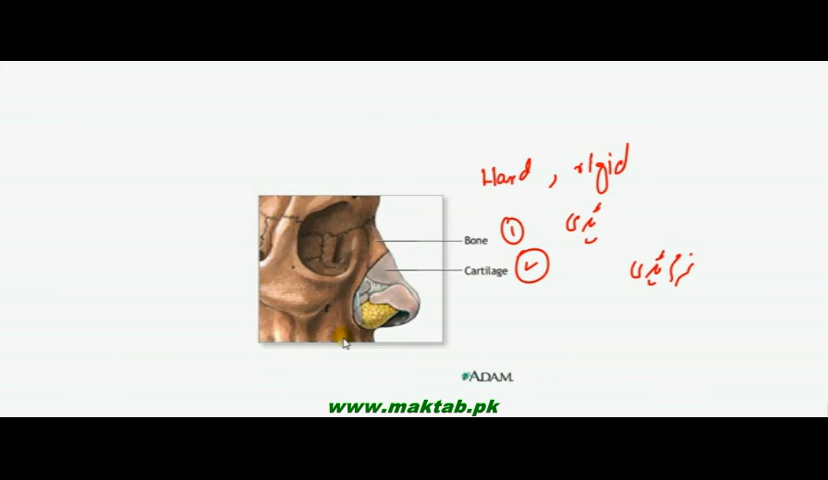 Hard, rigid
Bone ① ہڈی
Cartilage ② نرم ہڈی
ADAM.
www.maktab.pk